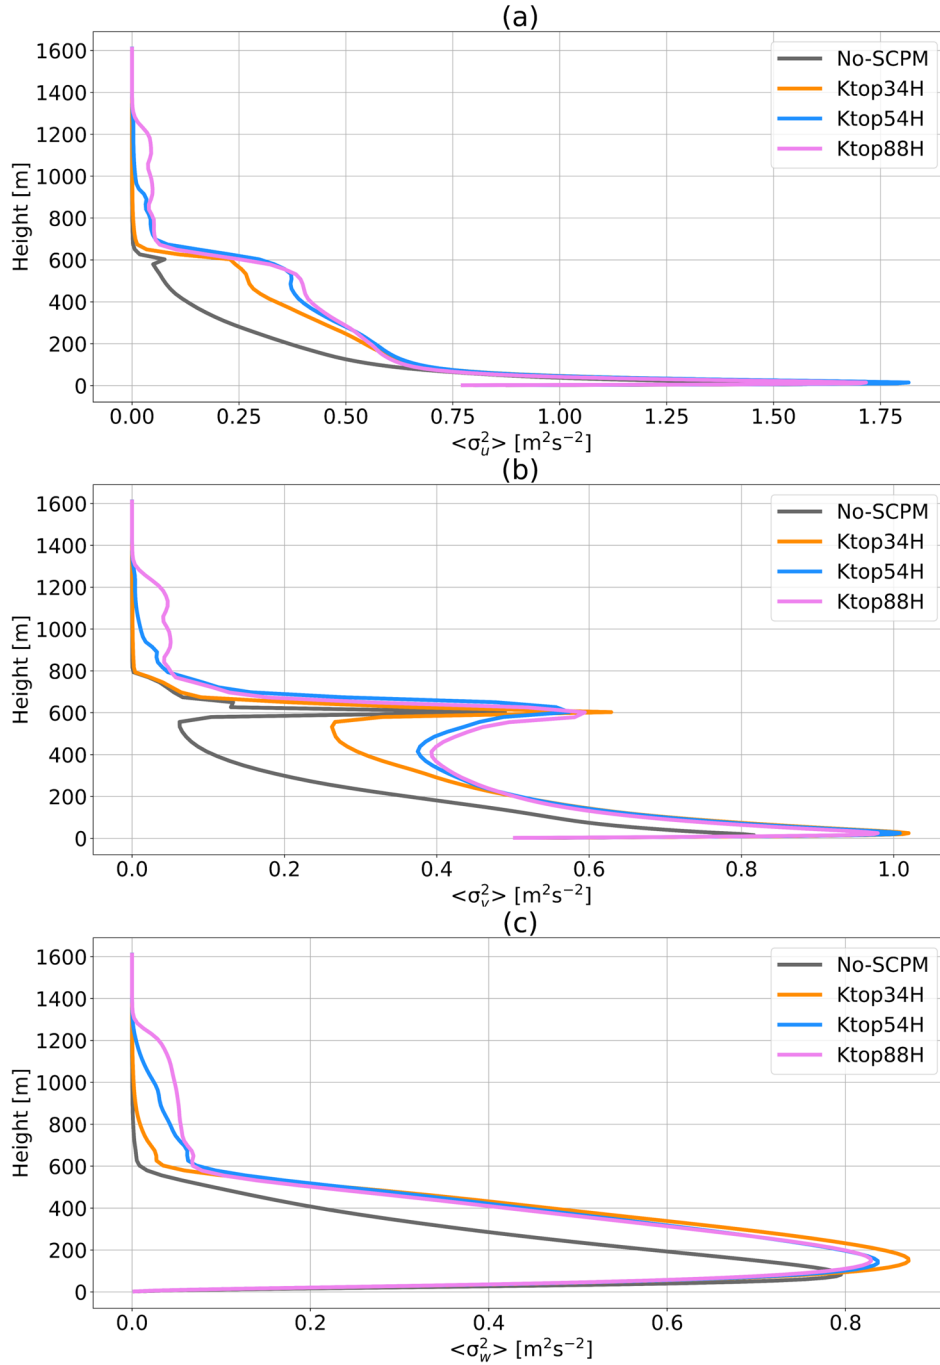 (a)
1600
1400
1200
1000
800
600
400
200
0
Height [m]
No-SCPM
Ktop34H
Ktop54H
Ktop88H
0.00 0.25 0.50 0.75 1.00 1.25 1.50 1.75
<σ²ᵤ> [m²s⁻²]
(b)
1600
1400
1200
1000
800
600
400
200
0
Height [m]
No-SCPM
Ktop34H
Ktop54H
Ktop88H
0.0 0.2 0.4 0.6 0.8 1.0
<σ²ᵥ> [m²s⁻²]
(c)
1600
1400
1200
1000
800
600
400
200
0
Height [m]
No-SCPM
Ktop34H
Ktop54H
Ktop88H
0.0 0.2 0.4 0.6 0.8
<σ²w> [m²s⁻²]